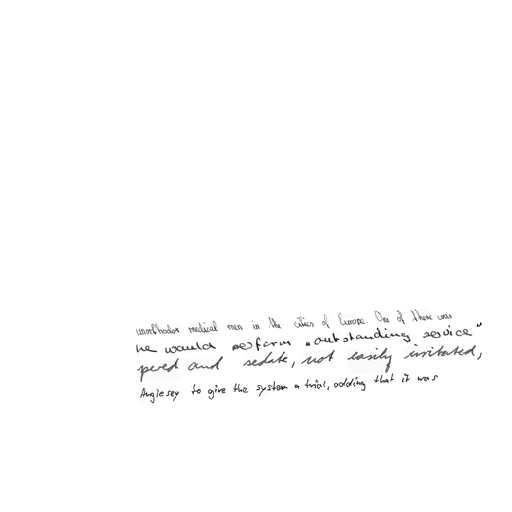 unorthodox medical men in the cities of Europe. One of these was
he would perform "outstanding service"
pered and sedate, not easily irritated,
Anglesey to give the system a trial, adding that it was